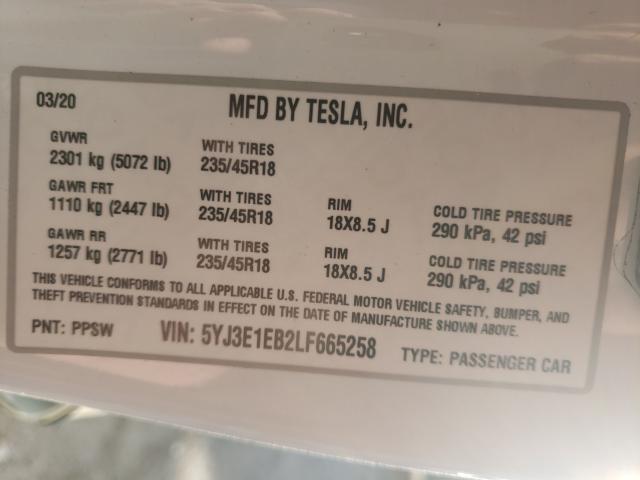 03/20 MFD BY TESLA, INC.
GVWR
2301 kg (5072 lb) WITH TIRES 235/45R18
GAWR FRT
1110 kg (2447 lb) WITH TIRES 235/45R18 RIM 18X8.5 J COLD TIRE PRESSURE 290 kPa, 42 psi
GAWR RR
1257 kg (2771 lb) WITH TIRES 235/45R18 RIM 18X8.5 J COLD TIRE PRESSURE 290 kPa, 42 psi
THIS VEHICLE CONFORMS TO ALL APPLICABLE U.S. FEDERAL MOTOR VEHICLE SAFETY, BUMPER, AND
THEFT PREVENTION STANDARDS IN EFFECT ON THE DATE OF MANUFACTURE SHOWN ABOVE.
PNT: PPSW VIN: 5YJ3E1EB2LF665258 TYPE: PASSENGER CAR